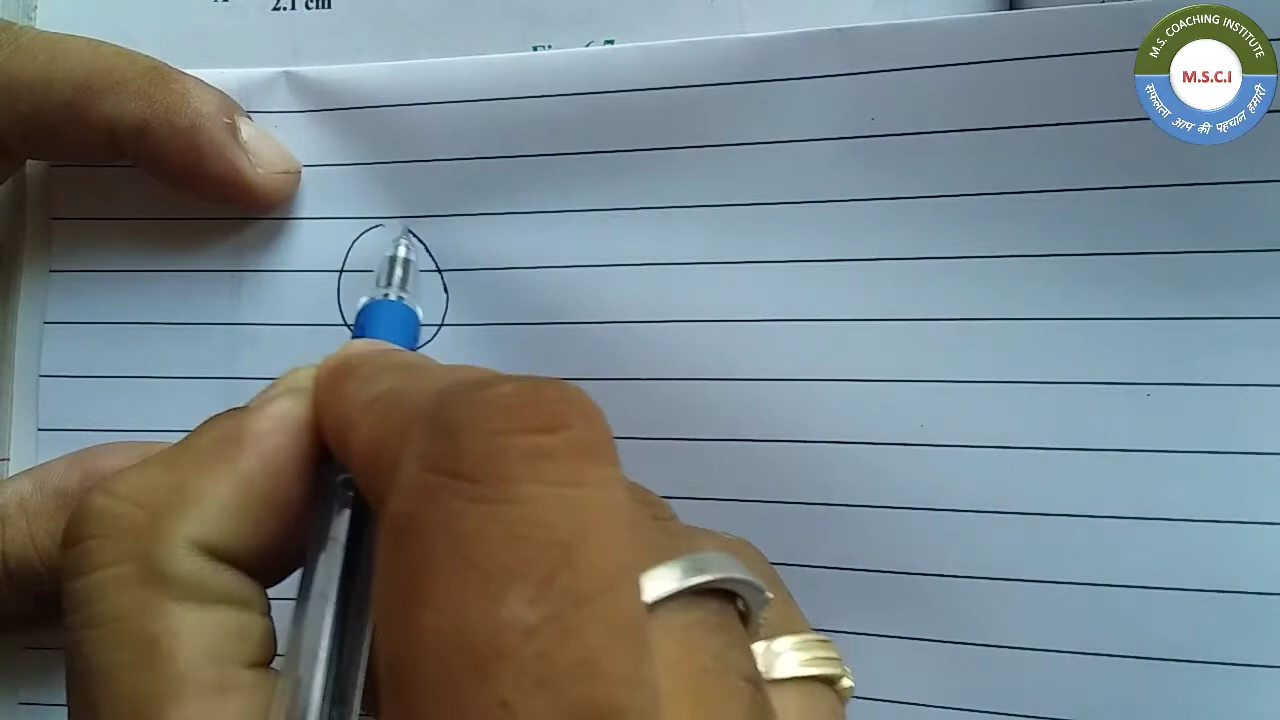 2.1 cm
M.S. COACHING INSTITUTE
M.S.C.I
सफलता आप की पहचान हमारी